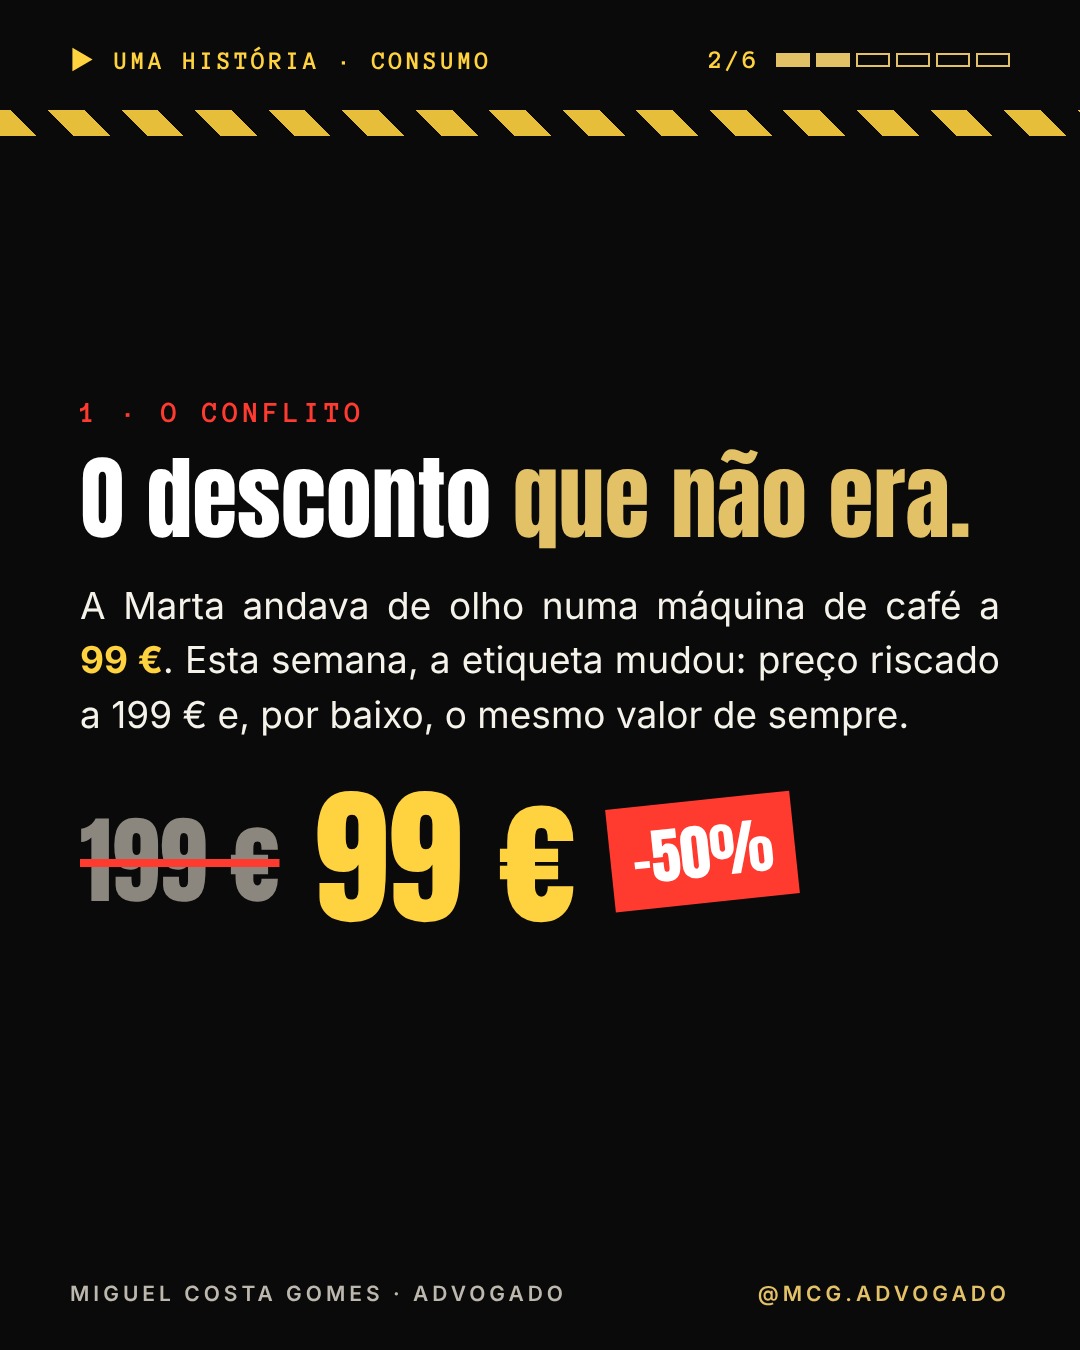 ▶ UMA HISTÓRIA · CONSUMO 2/6
1 · O CONFLITO
O desconto que não era.
A Marta andava de olho numa máquina de café a
99 €. Esta semana, a etiqueta mudou: preço riscado
a 199 € e, por baixo, o mesmo valor de sempre.
199 € 99 € -50%
MIGUEL COSTA GOMES · ADVOGADO @MCG.ADVOGADO